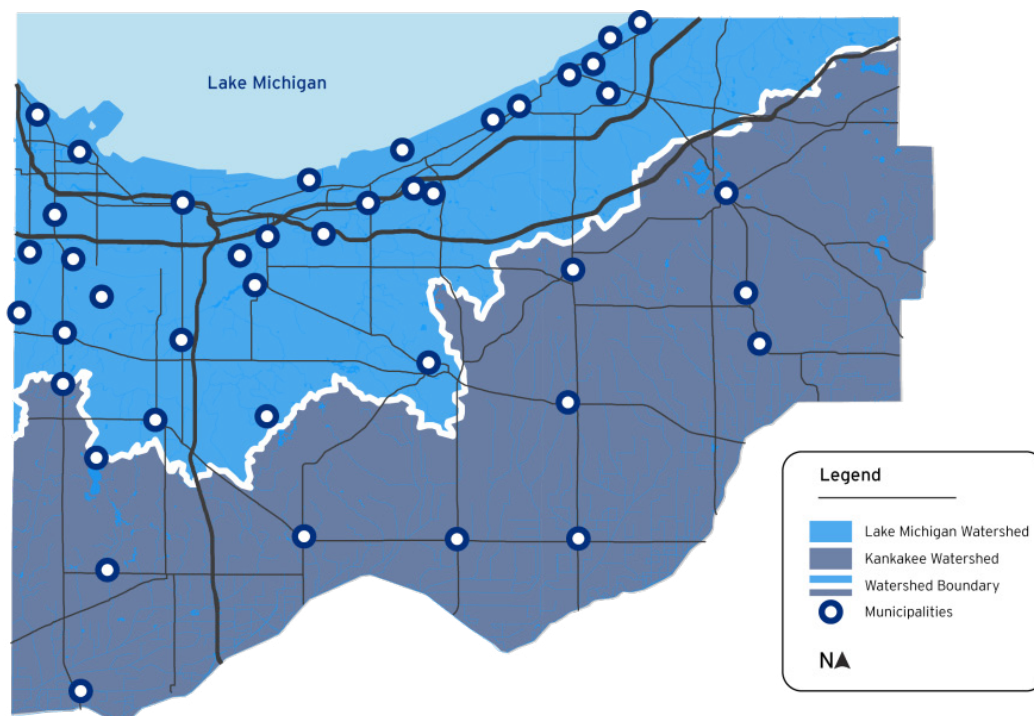 Lake Michigan
Legend
Lake Michigan Watershed
Kankakee Watershed
Watershed Boundary
Municipalities
N